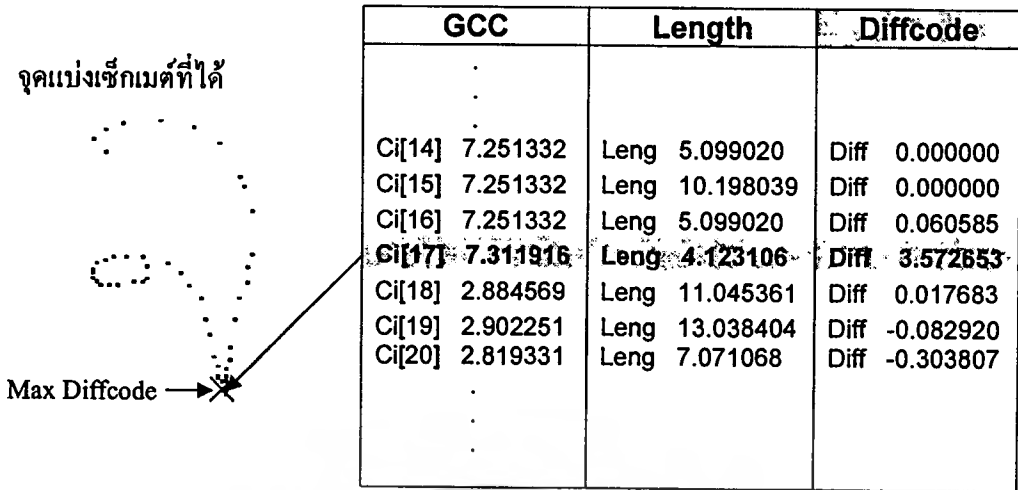 GCC Length Diffcode
จุดแบ่งเซ็กเมต์ที่ได้
Ci[14] 7.251332 Leng 5.099020 Diff 0.000000
Ci[15] 7.251332 Leng 10.198039 Diff 0.000000
Ci[16] 7.251332 Leng 5.099020 Diff 0.060585
Ci[17] 7.311916 Leng 4.123106 Diff 3.572653
Ci[18] 2.884569 Leng 11.045361 Diff 0.017683
Ci[19] 2.902251 Leng 13.038404 Diff -0.082920
Ci[20] 2.819331 Leng 7.071068 Diff -0.303807
Max Diffcode